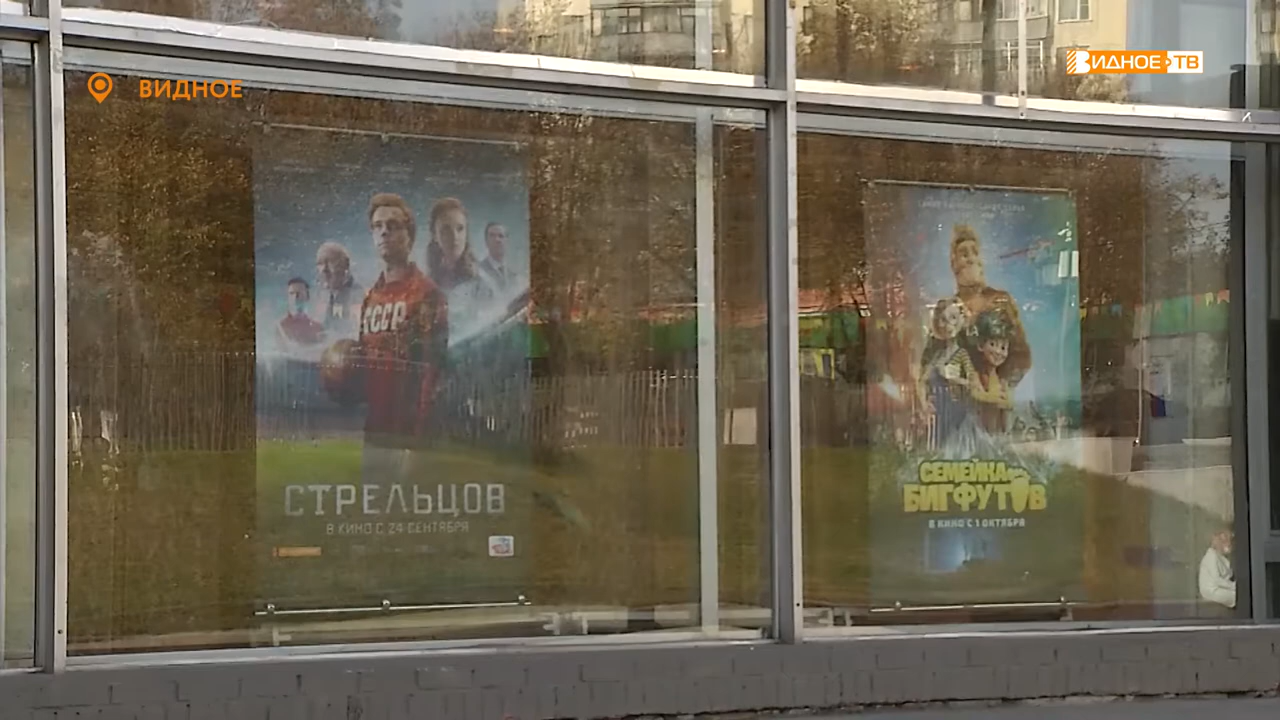 ВИДНОЕ
ВИДНОЕ ТВ
СССР
СТРЕЛЬЦОВ
В КИНО С 24 СЕНТЯБРЯ
СЕМЕЙКА
БИГФУТОВ
В КИНО С 1 ОКТЯБРЯ